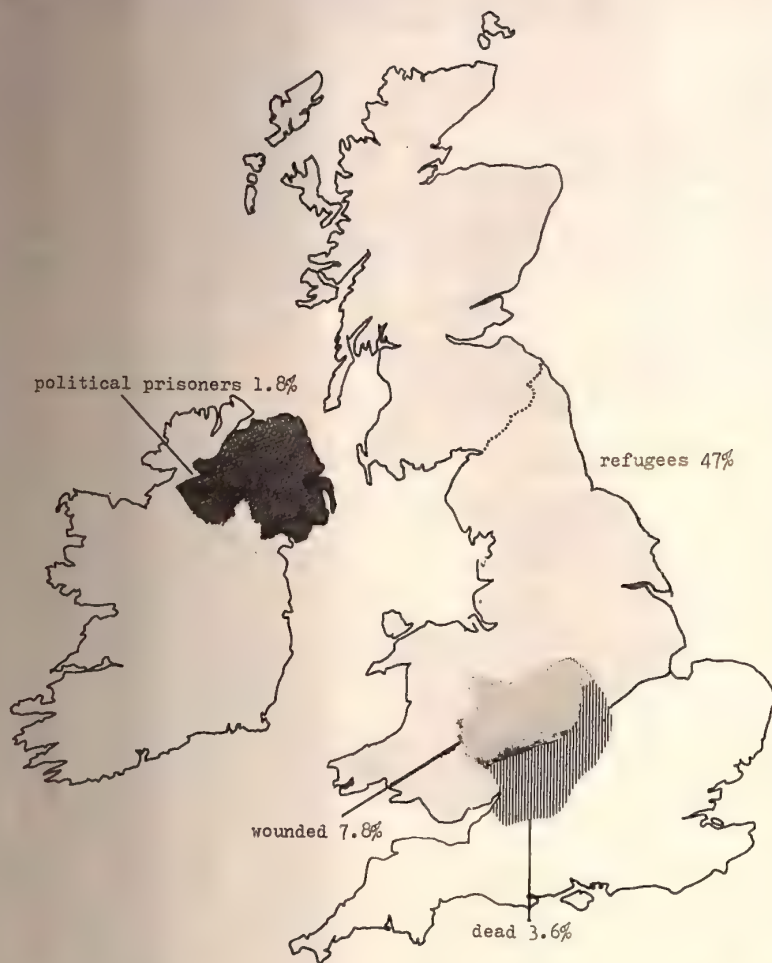 political prisoners 1.8%
refugees 47%
wounded 7.8%
dead 3.6%